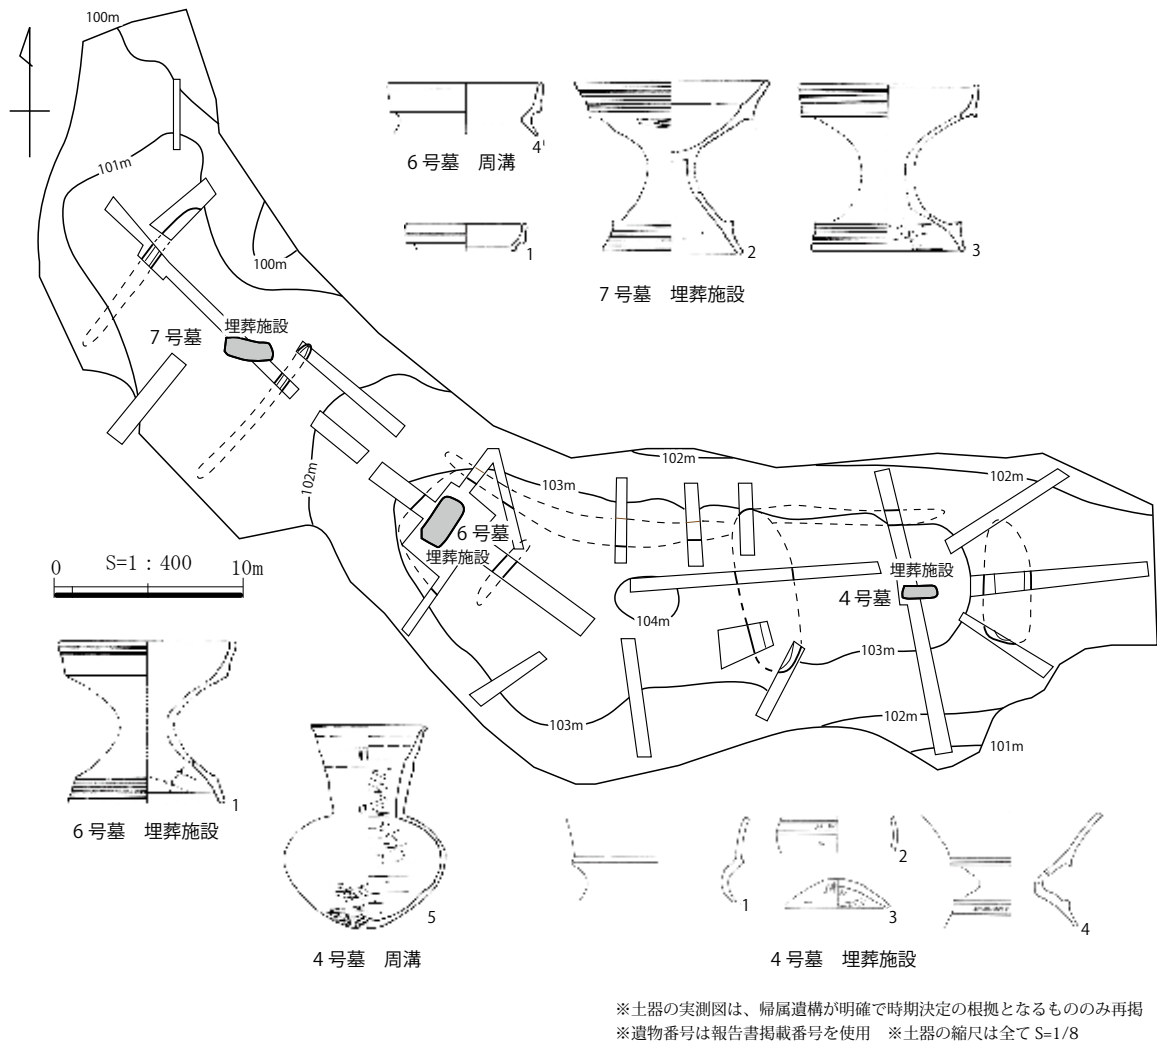 100m
4
6号墓　周溝
101m
1
2
3
100m
7号墓　埋葬施設
7号墓
埋葬施設
102m
102m
103m
102m
6号墓
埋葬施設
S=1：400
0
10m
埋葬施設
4号墓
104m
103m
102m
103m
101m
1
6号墓　埋葬施設
5
4号墓　周溝
1
2
3
4
4号墓　埋葬施設
※土器の実測図は、帰属遺構が明確で時期決定の根拠となるもののみ再掲
※遺物番号は報告書掲載番号を使用　※土器の縮尺は全て S=1/8